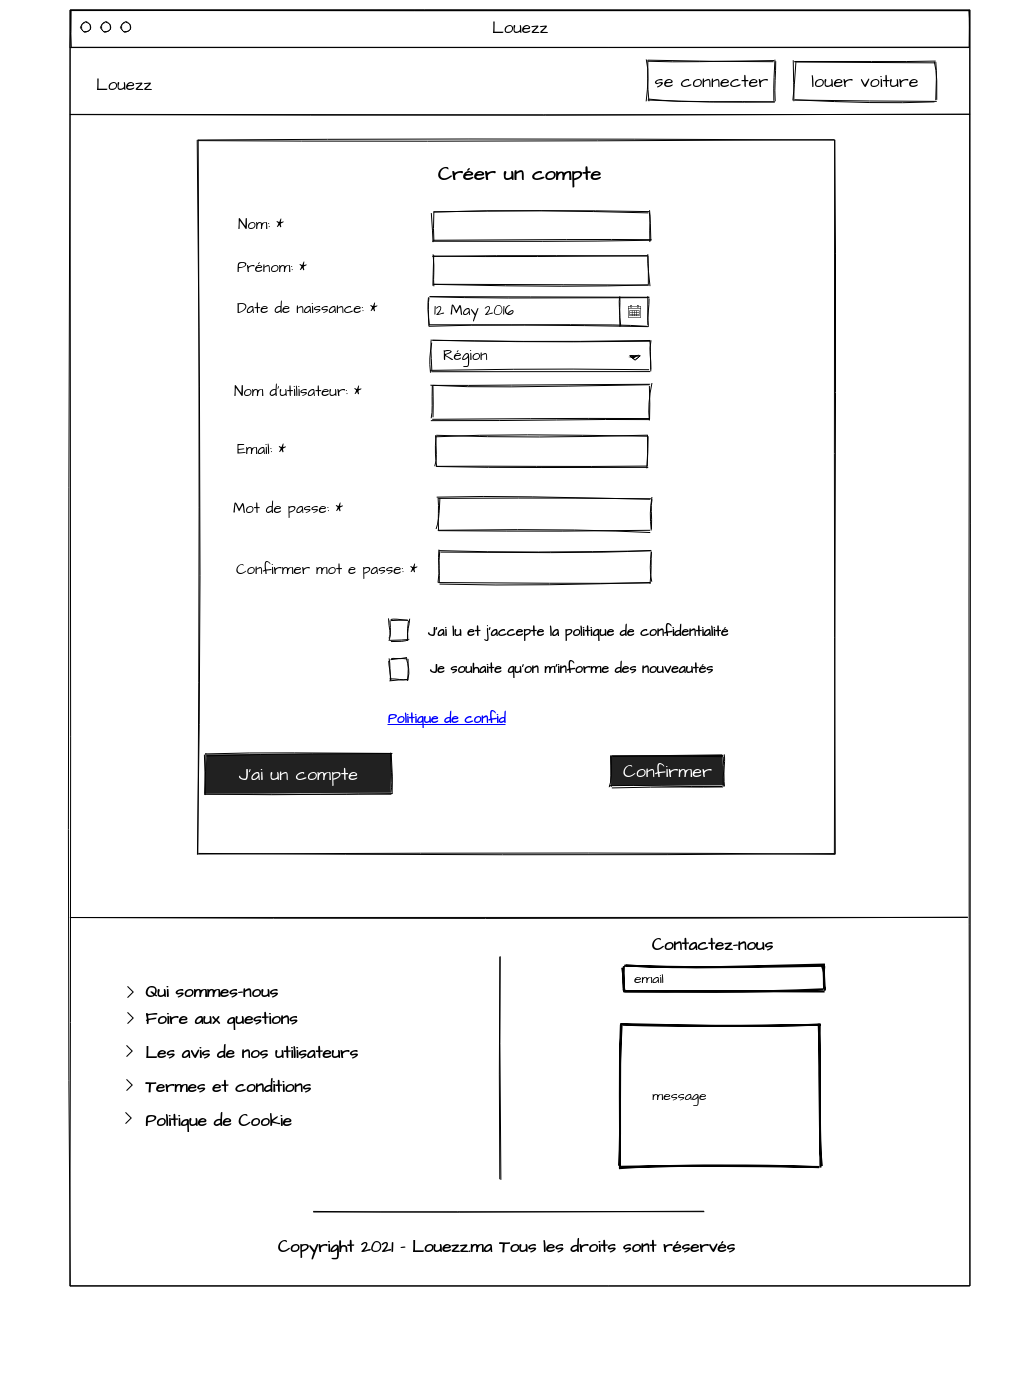 Louezz
Louezz
se connecter
louer voiture
Créer un compte
Nom: *
Prénom: *
Date de naissance: *
12 May 2016
Région
Nom d'utilisateur: *
Email: *
Mot de passe: *
Confirmer mot e passe: *
J'ai lu et j'accepte la politique de confidentialité
Je souhaite qu'on m'informe des nouveautés
Politique de confid
J'ai un compte
Confirmer
Qui sommes-nous
Foire aux questions
Les avis de nos utilisateurs
Termes et conditions
Politique de Cookie
Contactez-nous
email
message
Copyright 2021 - Louezz.ma Tous les droits sont réservés